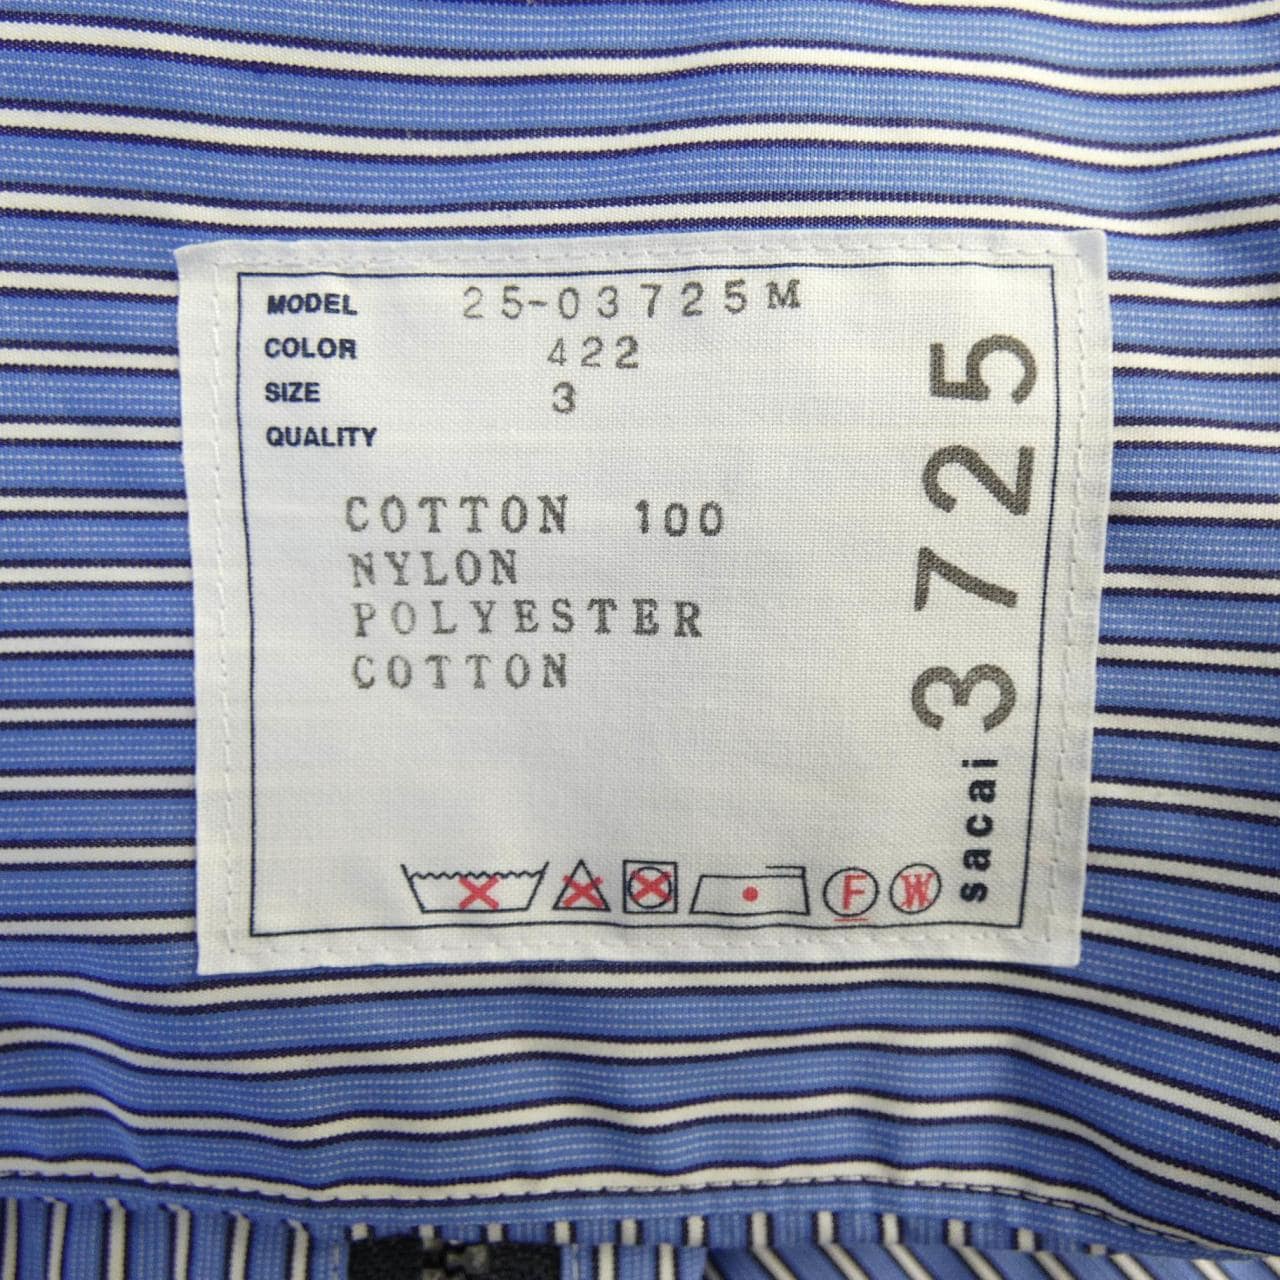 MODEL 25-03725M
COLOR 422
SIZE 3
QUALITY
COTTON 100
NYLON
POLYESTER
COTTON
F W
sacai 3725